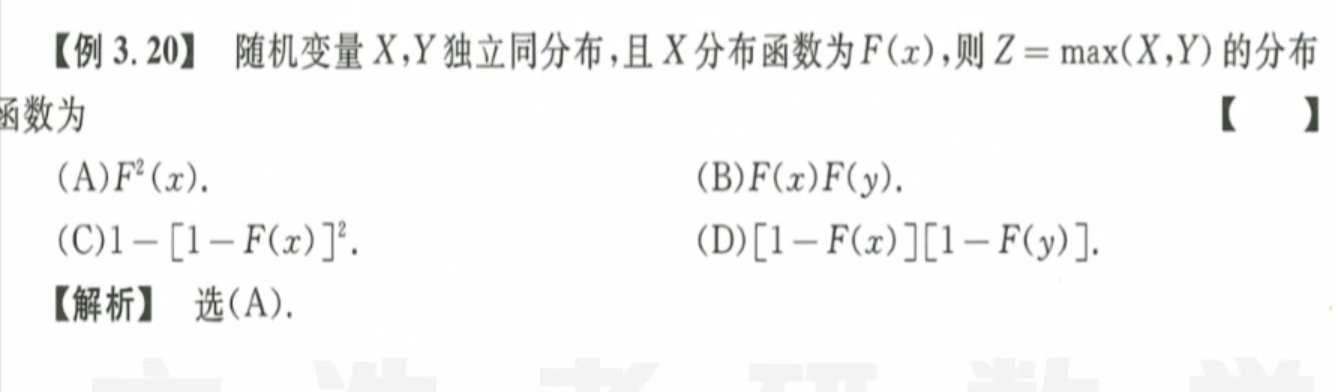 【例 3.20】 随机变量 X,Y 独立同分布,且 X 分布函数为 F(x),则 Z = max(X,Y) 的分布
函数为 【 】
(A)F²(x). (B)F(x)F(y).
(C)1－[1－F(x)]². (D)[1－F(x)][1－F(y)].
【解析】 选(A).